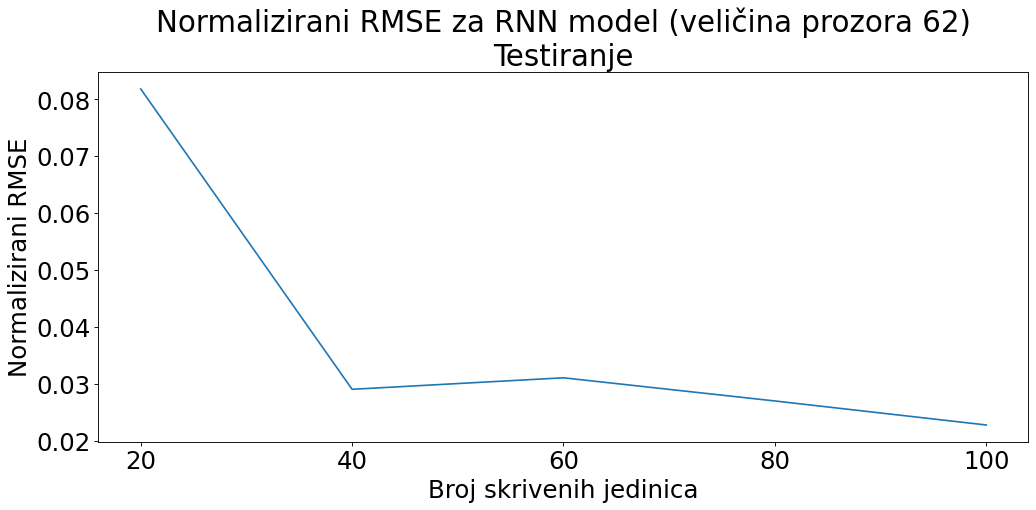 Normalizirani RMSE za RNN model (veličina prozora 62)
Testiranje
Normalizirani RMSE
0.08
0.07
0.06
0.05
0.04
0.03
0.02
20 40 60 80 100
Broj skrivenih jedinica